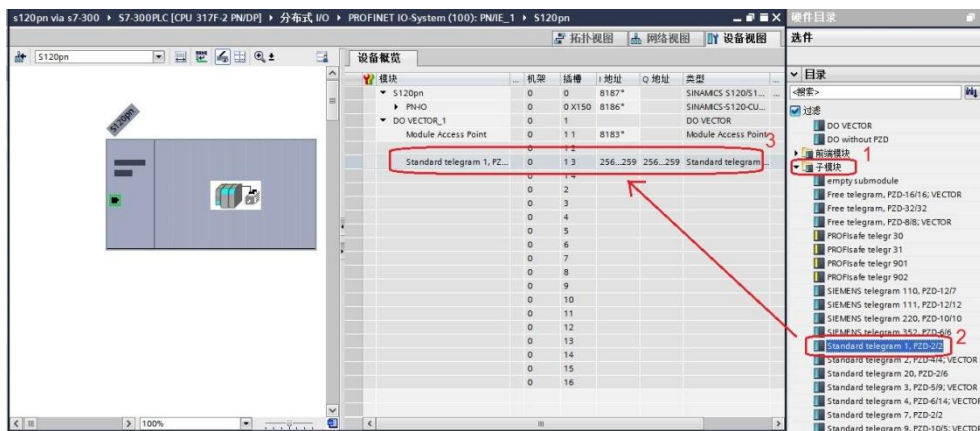 s120pn via s7-300 ▸ S7-300PLC [CPU 317F-2 PN/DP] ▸ 分布式 I/O ▸ PROFINET IO-System (100): PN/IE_1 ▸ S120pn
硬件目录
拓扑视图 网络视图 设备视图
选件
S120pn
设备概览
模块 ... 机架 插槽 I 地址 Q 地址 类型
S120pn 0 0 8187* SINAMICS S120/S1...
PN-IO 0 0 X150 8186* SINAMICS-S120-CU...
DO VECTOR_1 0 1 DO VECTOR
Module Access Point 0 1 1 8183* Module Access Point
0 1 2
Standard telegram 1, PZ... 0 1 3 256...259 256...259 Standard telegram...
0 1 4
0 2
0 3
0 4
0 5
0 6
0 7
0 8
0 9
0 10
0 11
0 12
0 13
0 14
0 15
0 16
S120pn
100%
3
目录
<搜索>
过滤
DO VECTOR
DO without PZD
前端模块
1
子模块
empty submodule
Free telegram, PZD-16/16; VECTOR
Free telegram, PZD-32/32
Free telegram, PZD-8/8; VECTOR
PROFIsafe telegr 30
PROFIsafe telegr 31
PROFIsafe telegr 901
PROFIsafe telegr 902
SIEMENS telegram 110, PZD-12/7
SIEMENS telegram 111, PZD-12/12
SIEMENS telegram 220, PZD-10/10
SIEMENS telegram 352, PZD-6/6
Standard telegram 1, PZD-2/2
2
Standard telegram 2, PZD-4/4; VECTOR
Standard telegram 20, PZD-2/6
Standard telegram 3, PZD-5/9; VECTOR
Standard telegram 4, PZD-6/14; VECTOR
Standard telegram 7, PZD-2/2
Standard telegram 9, PZD-10/5; VECTOR